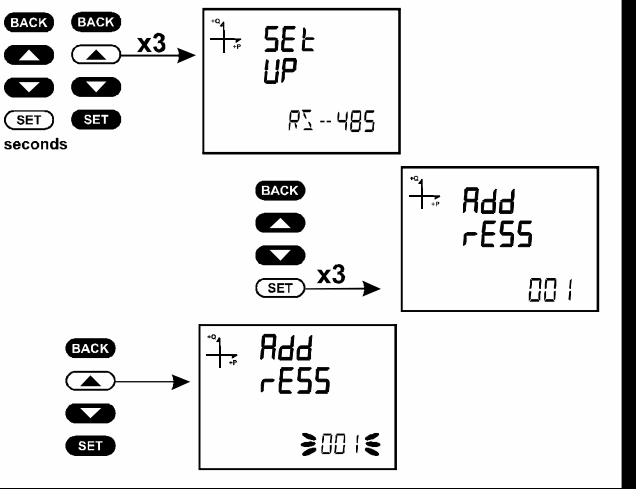 BACK BACK
x3
SET SET
seconds
+Q
+P
SEt
UP
RS--485
BACK
SET
x3
+Q
+P
Add
rESS
001
BACK
SET
+Q
+P
Add
rESS
001